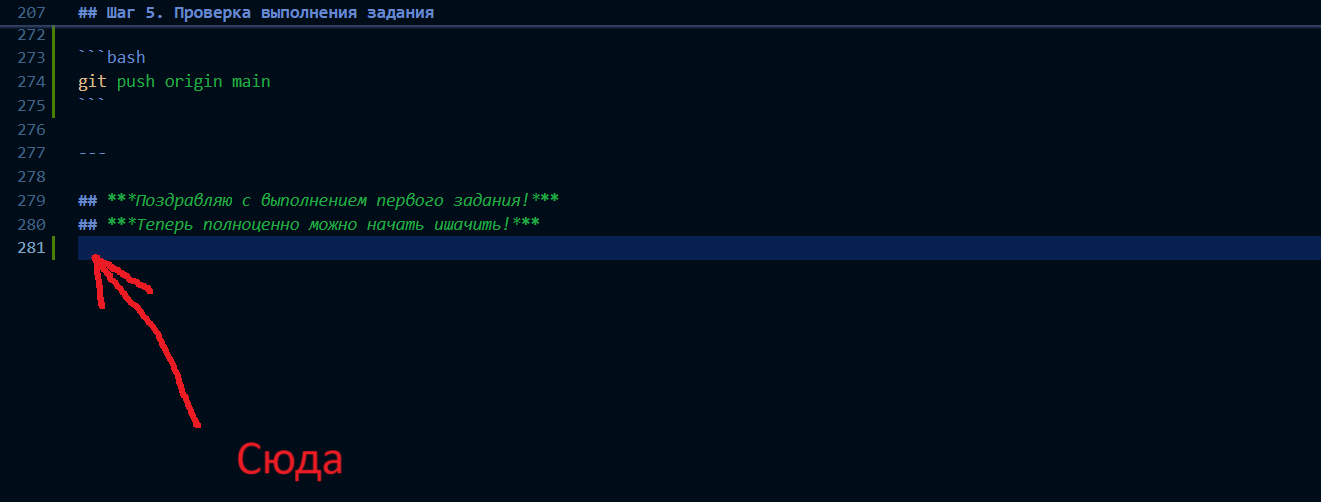 207 ## Шаг 5. Проверка выполнения задания
272
273 ```bash
274 git push origin main
275 ```
276
277 ---
278
279 ## ***Поздравляю с выполнением первого задания!***
280 ## ***Теперь полноценно можно начать ишачить!***
281
Сюда